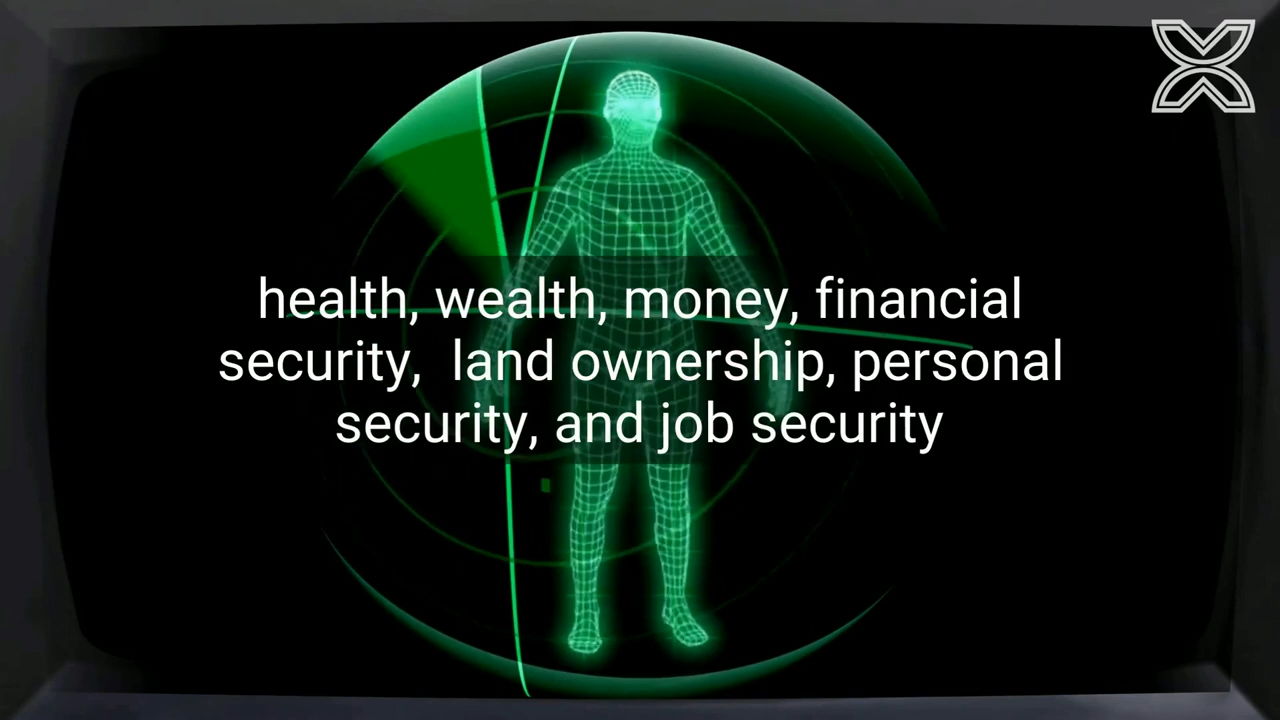 health, wealth, money, financial
security,  land ownership, personal
security, and job security